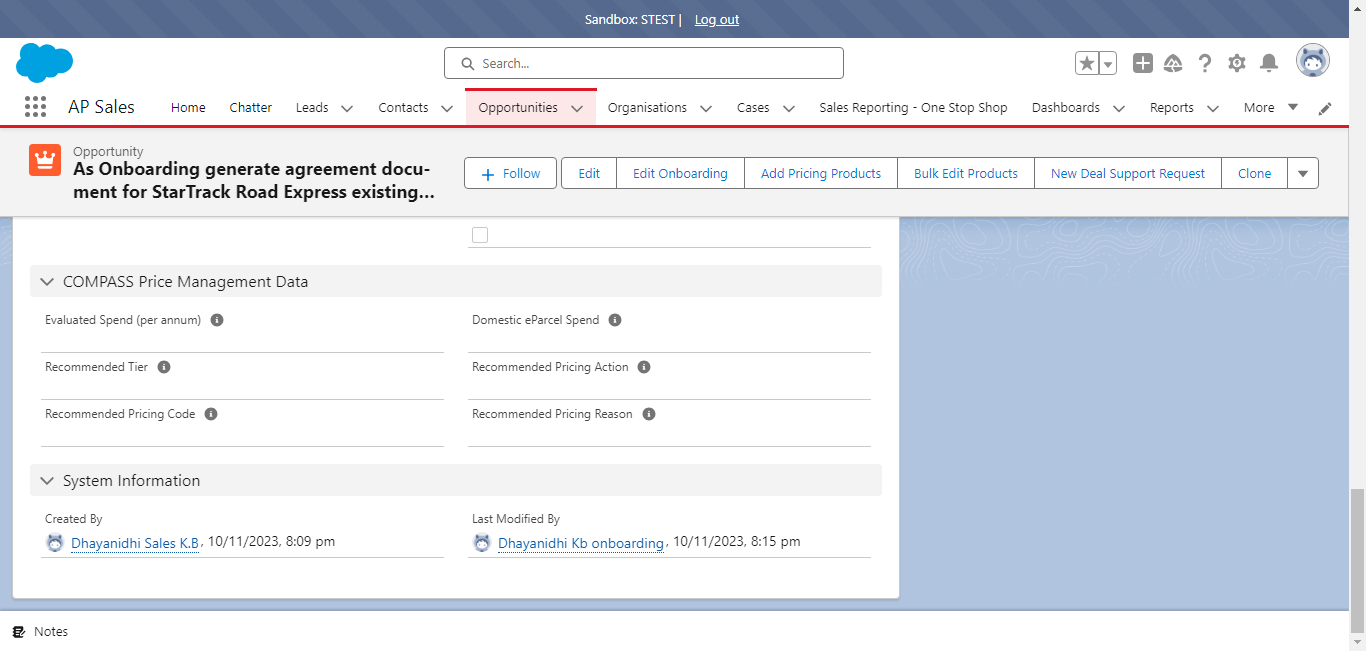 Sandbox: STEST | Log out
Search...
AP Sales Home Chatter Leads Contacts Opportunities Organisations Cases Sales Reporting - One Stop Shop Dashboards Reports More
Opportunity
As Onboarding generate agreement docu-
ment for StarTrack Road Express existing...
Follow Edit Edit Onboarding Add Pricing Products Bulk Edit Products New Deal Support Request Clone
COMPASS Price Management Data
Evaluated Spend (per annum) Domestic eParcel Spend
Recommended Tier Recommended Pricing Action
Recommended Pricing Code Recommended Pricing Reason
System Information
Created By Last Modified By
Dhayanidhi Sales K.B, 10/11/2023, 8:09 pm Dhayanidhi Kb onboarding, 10/11/2023, 8:15 pm
Notes